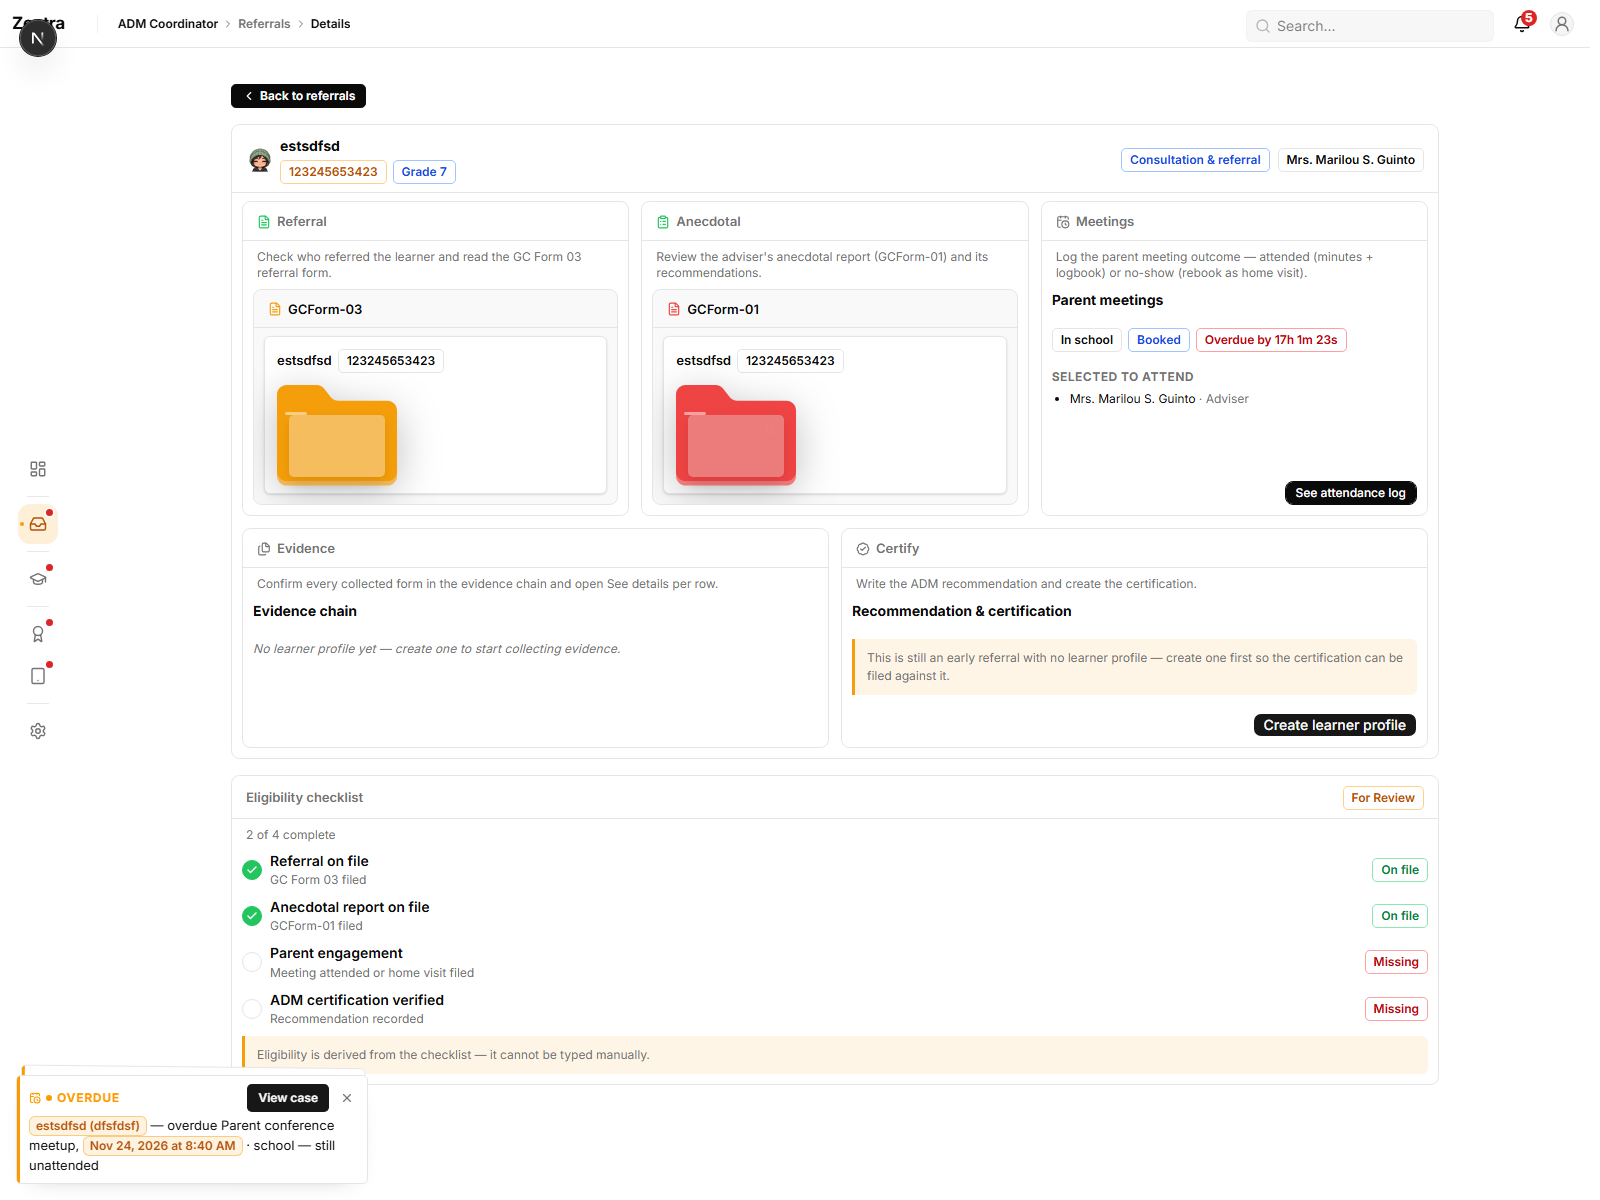 ADM Coordinator > Referrals > Details
Search...
5
N
Back to referrals
estsdfsd
123245653423 Grade 7
Consultation & referral Mrs. Marilou S. Guinto
Referral
Check who referred the learner and read the GC Form 03
referral form.
GCForm-03
estsdfsd 123245653423
Anecdotal
Review the adviser's anecdotal report (GCForm-01) and its
recommendations.
GCForm-01
estsdfsd 123245653423
Meetings
Log the parent meeting outcome — attended (minutes +
logbook) or no-show (rebook as home visit).
Parent meetings
In school Booked Overdue by 17h 1m 23s
SELECTED TO ATTEND
• Mrs. Marilou S. Guinto · Adviser
See attendance log
Evidence
Confirm every collected form in the evidence chain and open See details per row.
Evidence chain
No learner profile yet — create one to start collecting evidence.
Certify
Write the ADM recommendation and create the certification.
Recommendation & certification
This is still an early referral with no learner profile — create one first so the certification can be
filed against it.
Create learner profile
Eligibility checklist
For Review
2 of 4 complete
Referral on file
GC Form 03 filed
On file
Anecdotal report on file
GCForm-01 filed
On file
Parent engagement
Meeting attended or home visit filed
Missing
ADM certification verified
Recommendation recorded
Missing
Eligibility is derived from the checklist — it cannot be typed manually.
OVERDUE
View case
estsdfsd (dfsfdsf) — overdue Parent conference
meetup, Nov 24, 2026 at 8:40 AM · school — still
unattended